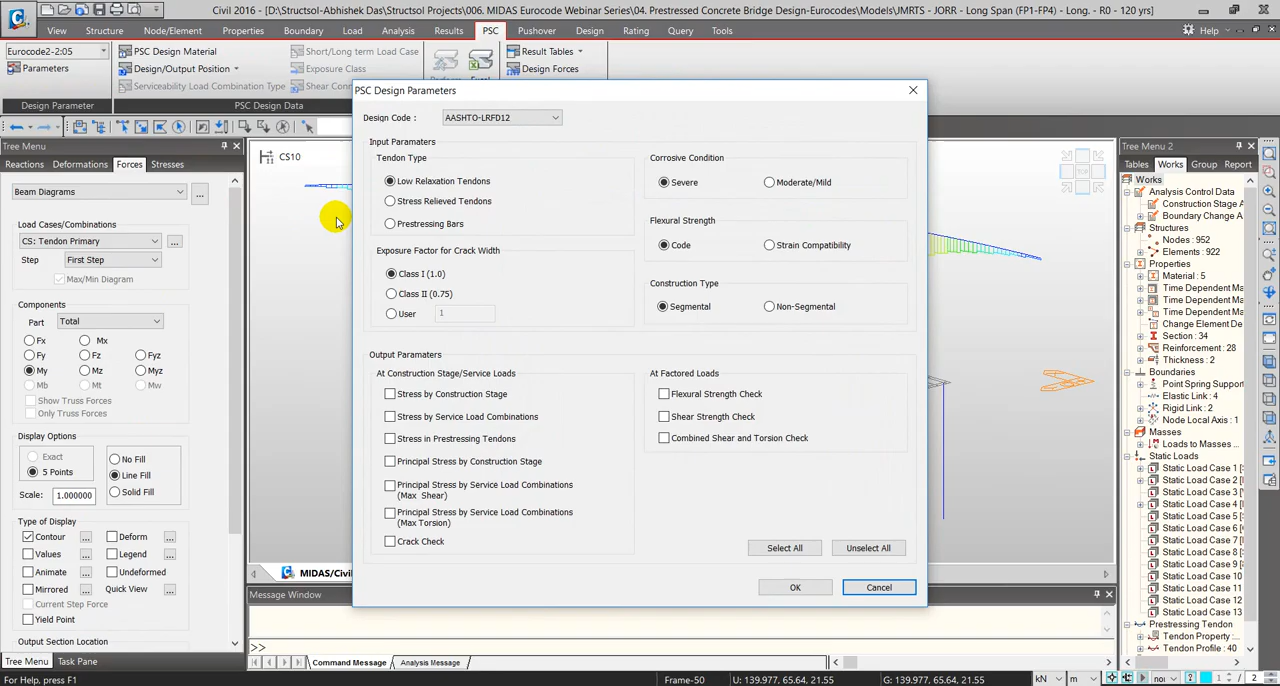 Civil 2016 - [D:\Structsol-Abhishek Das\Structsol Projects\006. MIDAS Eurocode Webinar Series\04. Prestressed Concrete Bridge Design-Eurocodes\Models\JMRTS - JORR - Long Span (FP1-FP4) - Long. - R0 - 120 yrs]
View Structure Node/Element Properties Boundary Load Analysis Results PSC Pushover Design Rating Query Tools Help
Eurocode2-2:05 PSC Design Material Short/Long term Load Case Result Tables
Parameters Design/Output Position Exposure Class Design Forces
Serviceability Load Combination Type
Design Parameter PSC Design Data
PSC Design Parameters
Design Code : AASHTO-LRFD12
Input Paramters
Tendon Type
Low Relaxation Tendons
Stress Relieved Tendons
Prestressing Bars
Exposure Factor for Crack Width
Class I (1.0)
Class II (0.75)
User 1
Corrosive Condition
Severe Moderate/Mild
Flexural Strength
Code Strain Compatibility
Construction Type
Segmental Non-Segmental
Output Parameters
At Construction Stage/Service Loads
Stress by Construction Stage
Stress by Service Load Combinations
Stress in Prestressing Tendons
Principal Stress by Construction Stage
Principal Stress by Service Load Combinations
(Max Shear)
Principal Stress by Service Load Combinations
(Max Torsion)
Crack Check
At Factored Loads
Flexural Strength Check
Shear Strength Check
Combined Shear and Torsion Check
Select All Unselect All
OK Cancel
Tree Menu
Reactions Deformations Forces Stresses
Beam Diagrams ...
Load Cases/Combinations
CS: Tendon Primary ...
Step First Step
Max/Min Diagram
Components
Part Total
Fx Mx
Fy Fz Fyz
My Mz Myz
Mb Mt Mw
Show Truss Forces
Only Truss Forces
Display Options
Exact No Fill
5 Points Line Fill
Scale: 1.000000 Solid Fill
Type of Display
Contour ... Deform ...
Values ... Legend ...
Animate ... Undeformed
Mirrored ... Quick View ...
Current Step Force
Yield Point
Output Section Location
Tree Menu Task Pane
CS10
TOP
MIDAS/Civil
Message Window
>>
Command Message Analysis Message
Tree Menu 2
Tables Works Group Report
Works
Analysis Control Data
Construction Stage A
Boundary Change A
Structures
Nodes : 952
Elements : 922
Properties
Material : 5
Time Dependent Ma
Time Dependent Ma
Time Dependent Ma
Change Element De
Section : 34
Reinforcement : 28
Thickness : 2
Boundaries
Point Spring Support
Elastic Link : 4
Rigid Link : 2
Node Local Axis : 1
Masses
Loads to Masses
Static Loads
Static Load Case 1 [
Static Load Case 2 [
Static Load Case 3 [
Static Load Case 4 [
Static Load Case 5 [
Static Load Case 6 [
Static Load Case 7 [
Static Load Case 8 [
Static Load Case 9 [
Static Load Case 10
Static Load Case 11
Static Load Case 12
Static Load Case 13
Prestressing Tendon
Tendon Property :
Tendon Profile : 40
For Help, press F1 Frame-50 U: 139.977, 65.64, 21.55 G: 139.977, 65.64, 21.55 kN m / 2